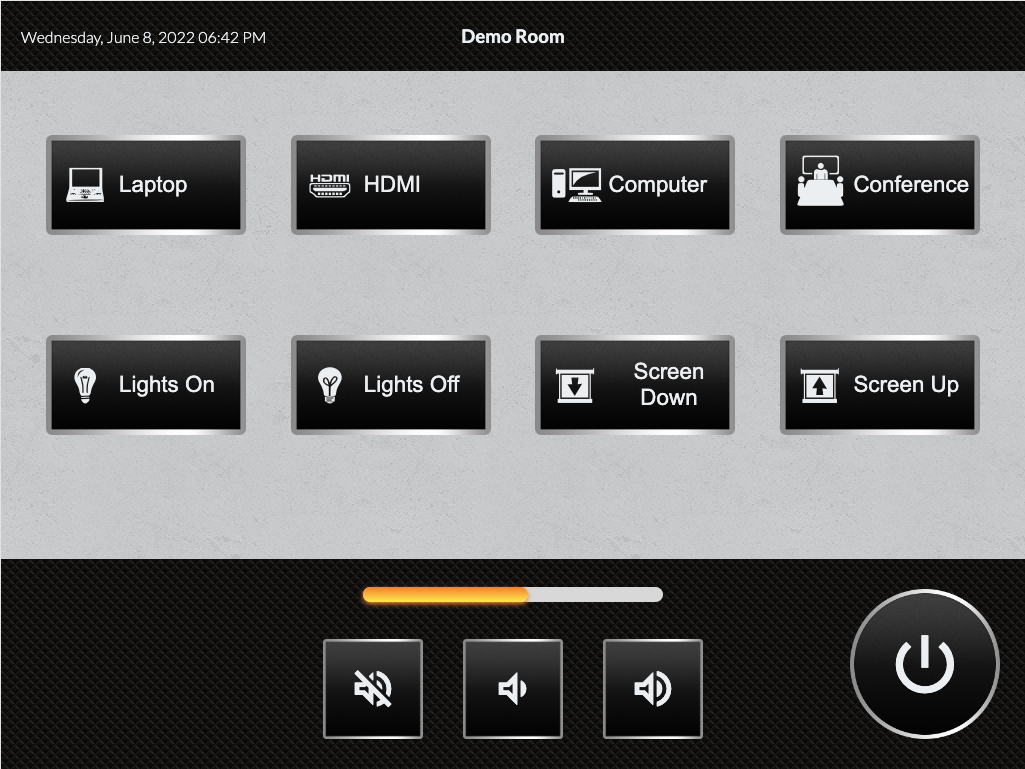 Wednesday, June 8, 2022 06:42 PM
Demo Room
Laptop
HDMI
HDMI
Computer
Conference
Lights On
Lights Off
Screen
Down
Screen Up